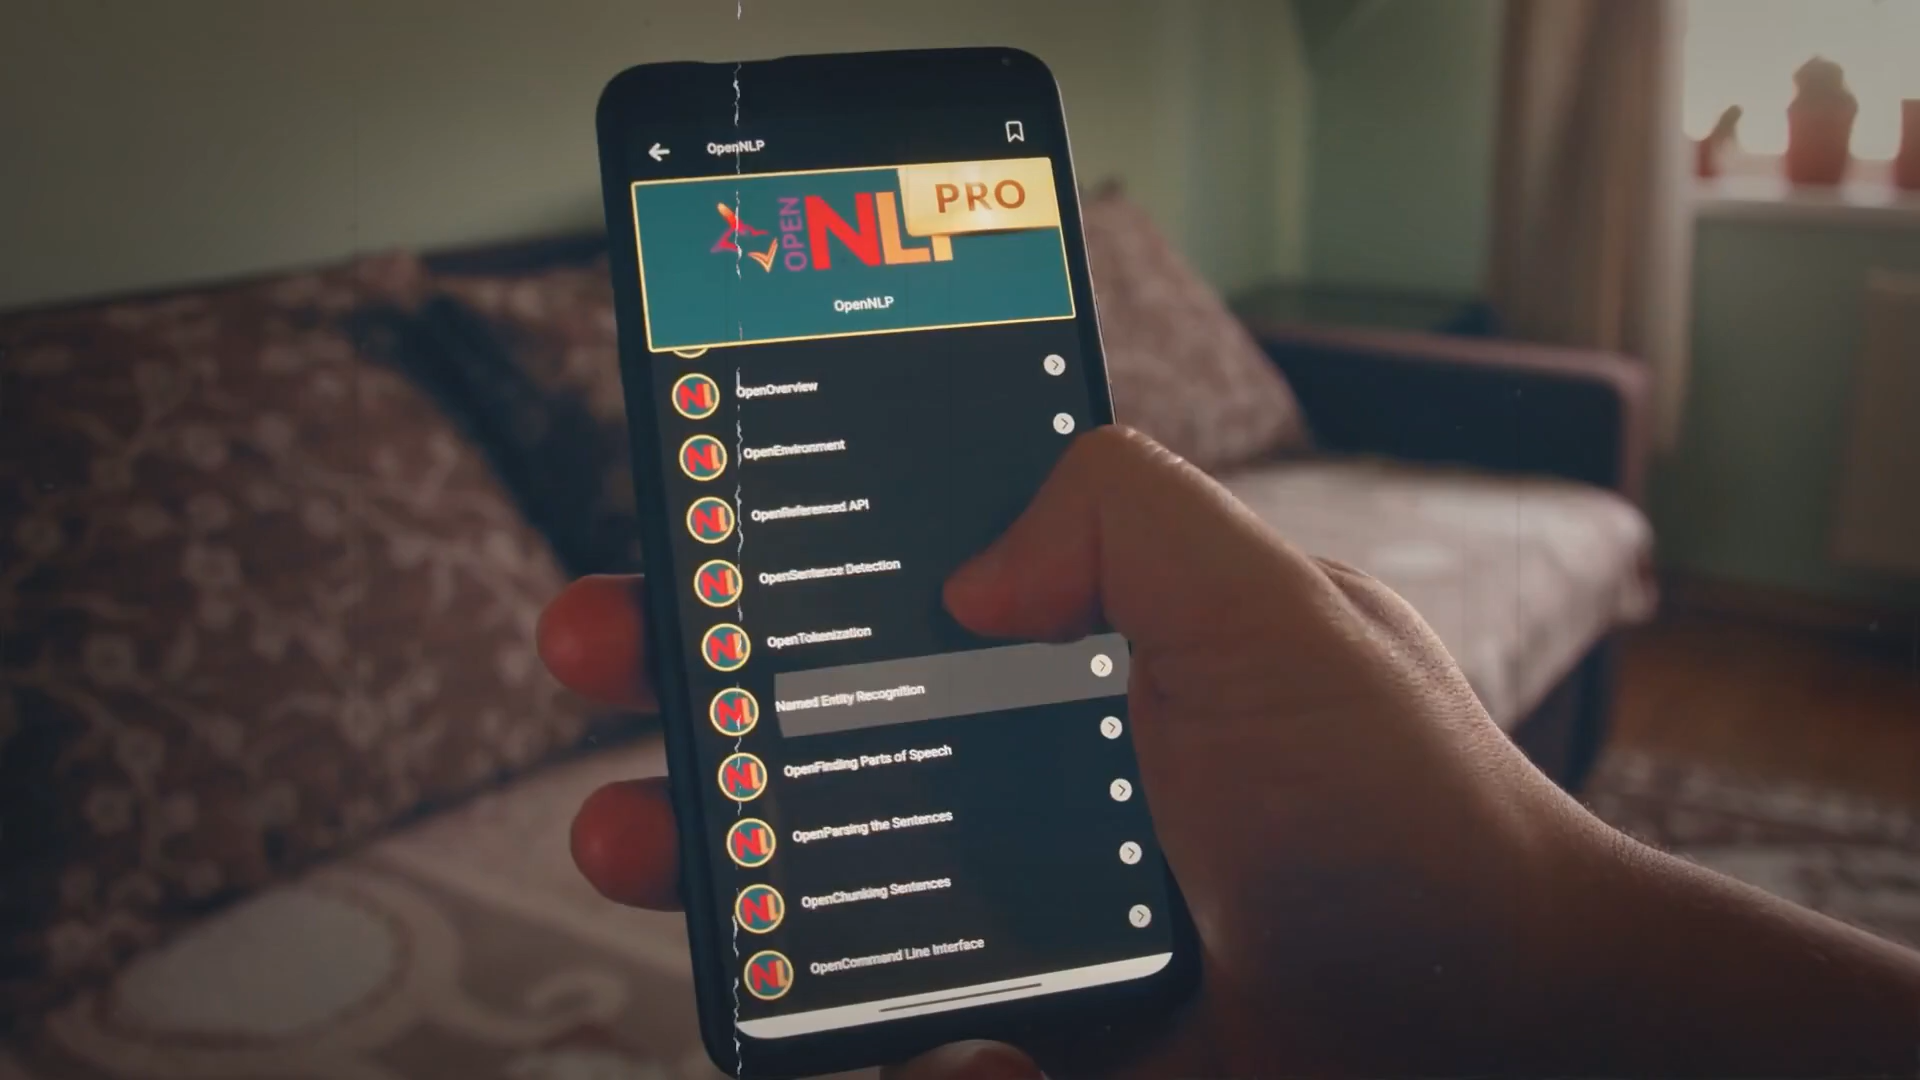 OpenNLP
PRO
OPEN
NLP
OpenNLP
OpenOverview
OpenEnvironment
OpenReferenced API
OpenSentence Detection
OpenTokenization
Named Entity Recognition
OpenFinding Parts of Speech
OpenParsing the Sentences
OpenChunking Sentences
OpenCommand Line Interface